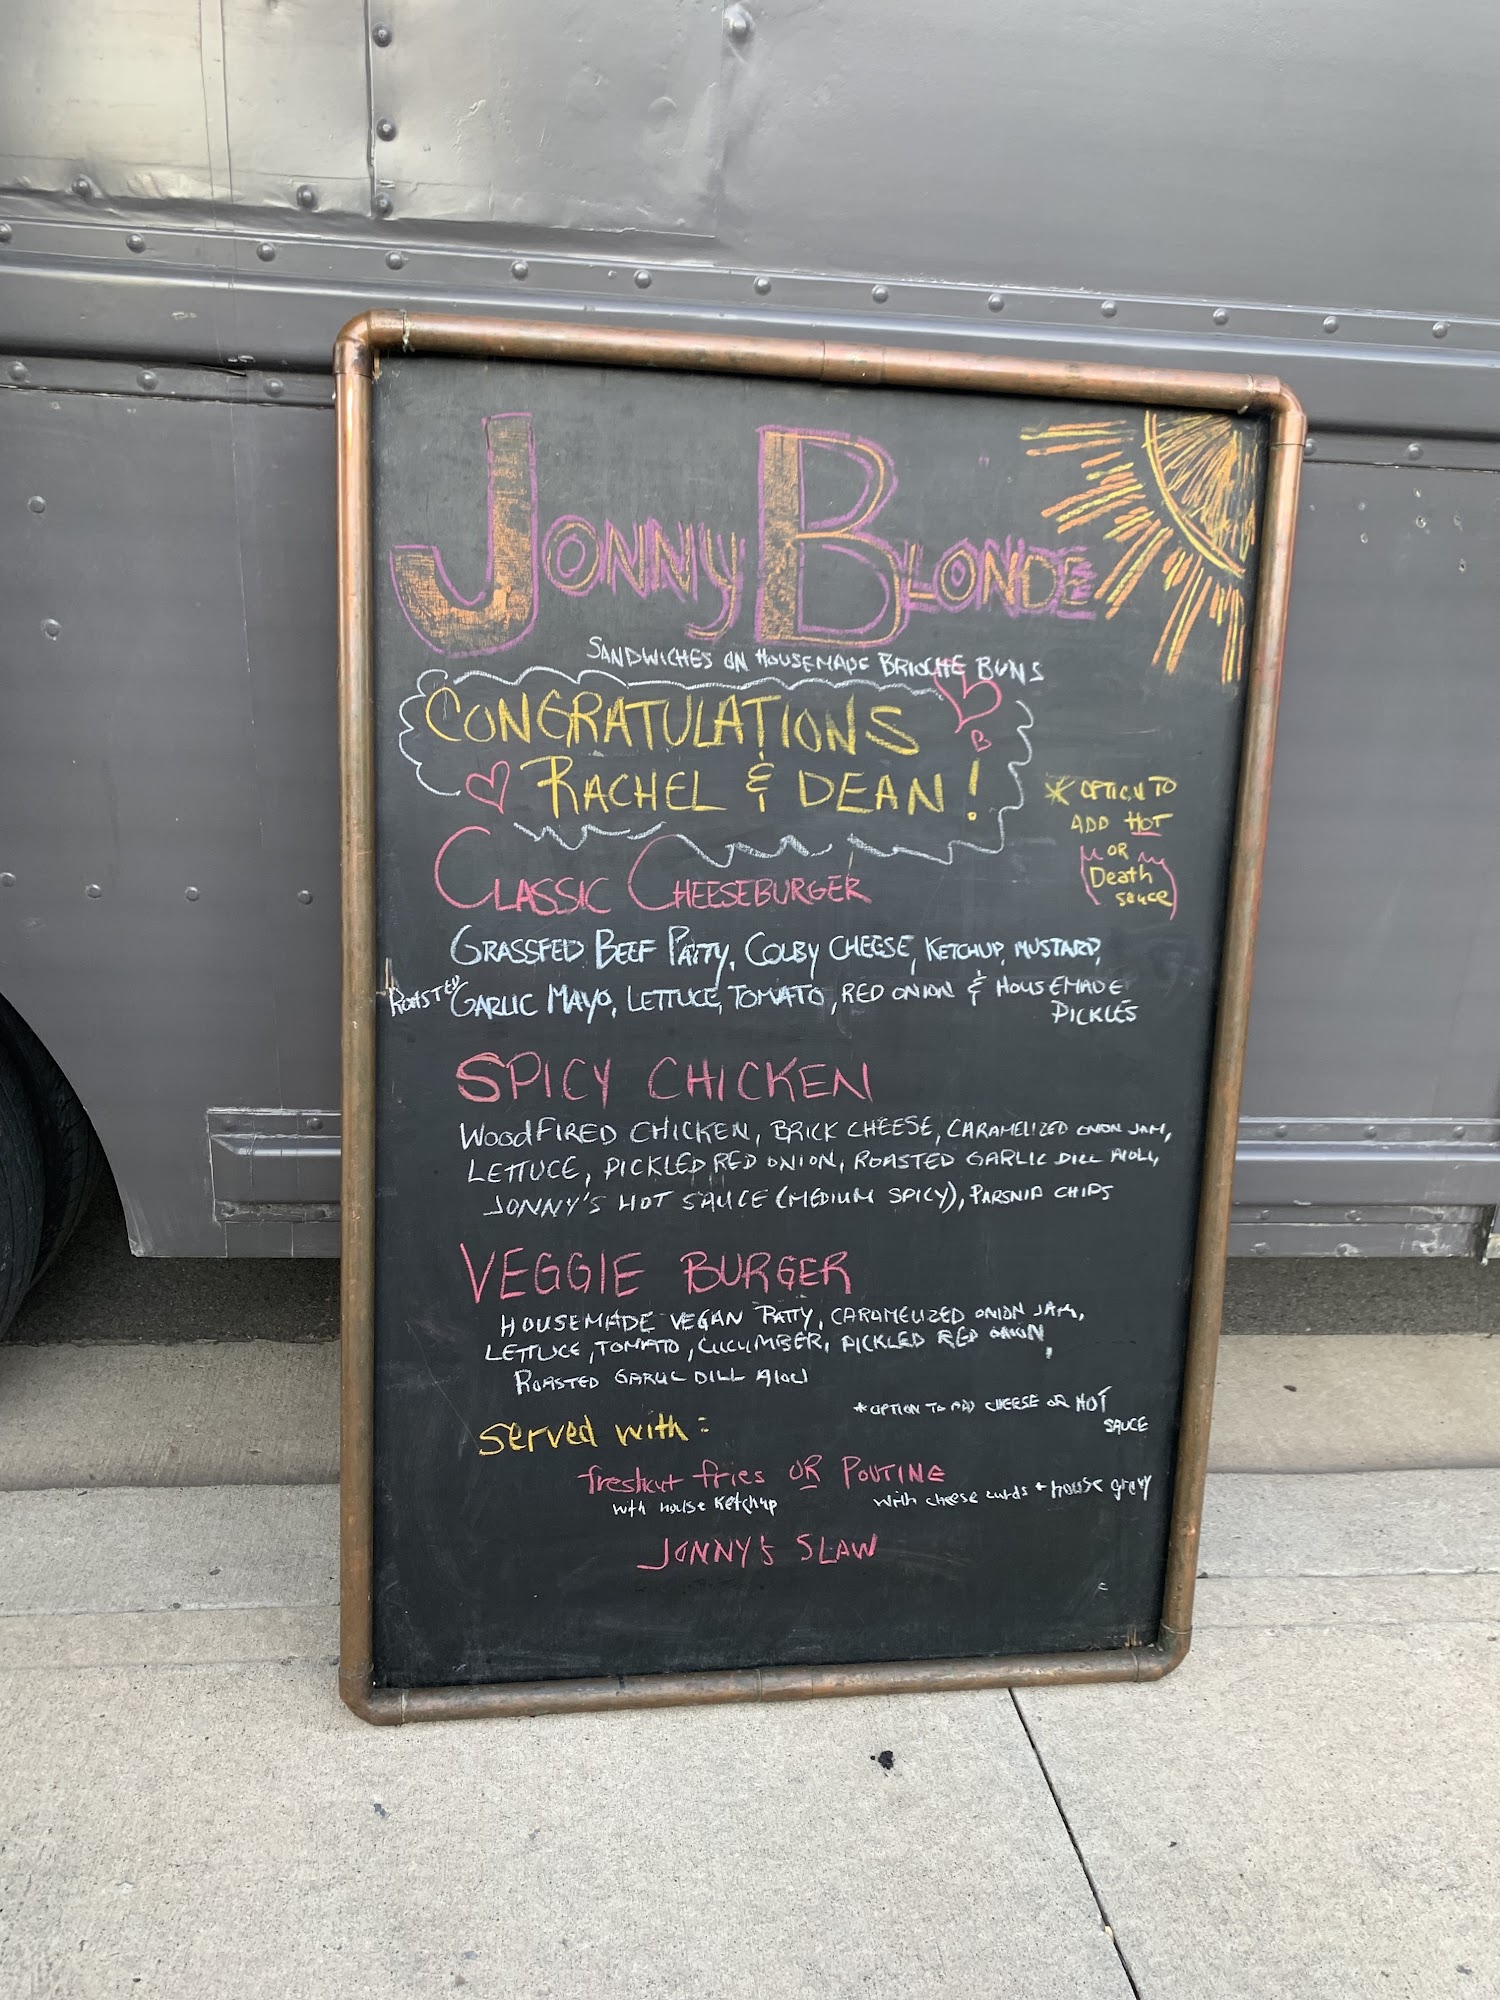 JONNY BLONDE
SANDWICHES ON HOUSEMADE BRIOCHE BUNS
CONGRATULATIONS
RACHEL & DEAN!
* OPTION TO
ADD HOT
OR
Death
sauce
CLASSIC CHEESEBURGER
GRASSFED BEEF PATTY, COLBY CHEESE, KETCHUP, MUSTARD,
ROASTED GARLIC MAYO, LETTUCE, TOMATO, RED ONION & HOUSEMADE
PICKLES
SPICY CHICKEN
WOODFIRED CHICKEN, BRICK CHEESE, CARAMELIZED ONION JAM,
LETTUCE, PICKLED RED ONION, ROASTED GARLIC DILL AIOLI,
JONNY'S HOT SAUCE (MEDIUM SPICY), PARSNIP CHIPS
VEGGIE BURGER
HOUSEMADE VEGAN PATTY, CARAMELIZED ONION JAM,
LETTUCE, TOMATO, CUCUMBER, PICKLED RED ONION,
ROASTED GARLIC DILL AIOLI
* OPTION TO ADD CHEESE OR HOT
SAUCE
Served with:
freshcut fries OR POUTINE
with house ketchup with cheese curds + house gravy
JONNY'S SLAW